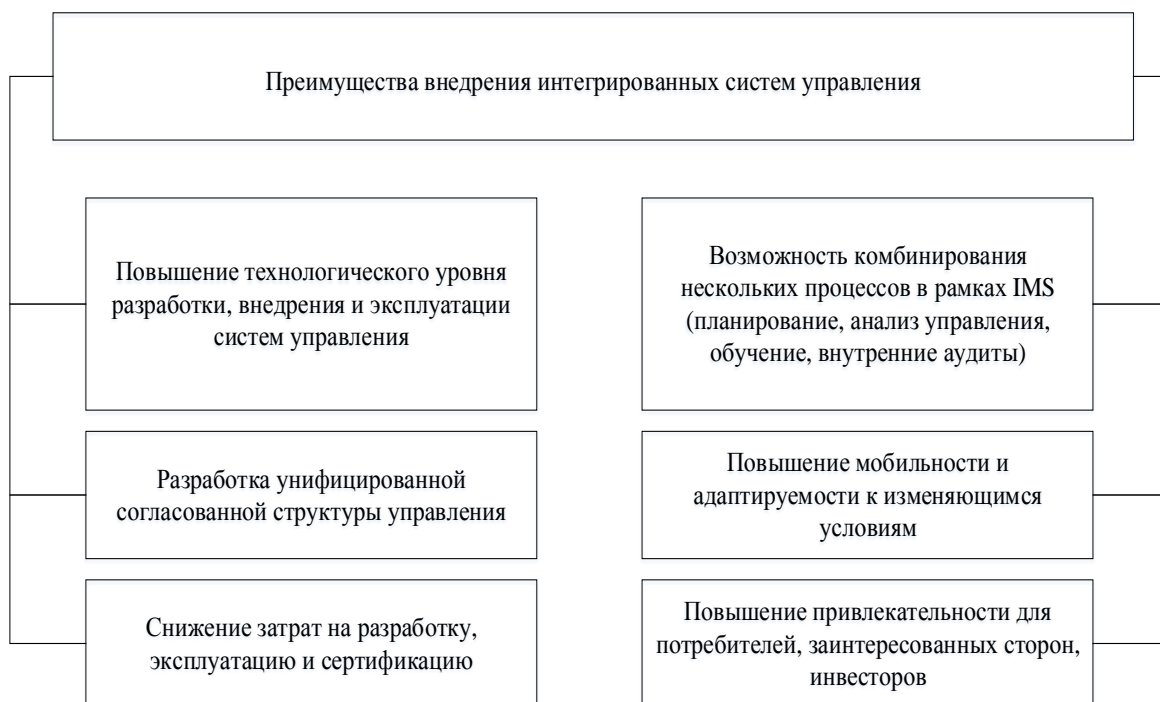 Преимущества внедрения интегрированных систем управления
Повышение технологического уровня
разработки, внедрения и эксплуатации
систем управления
Возможность комбинирования
нескольких процессов в рамках IMS
(планирование, анализ управления,
обучение, внутренние аудиты)
Разработка унифицированной
согласованной структуры управления
Повышение мобильности и
адаптируемости к изменяющимся
условиям
Снижение затрат на разработку,
эксплуатацию и сертификацию
Повышение привлекательности для
потребителей, заинтересованных сторон,
инвесторов